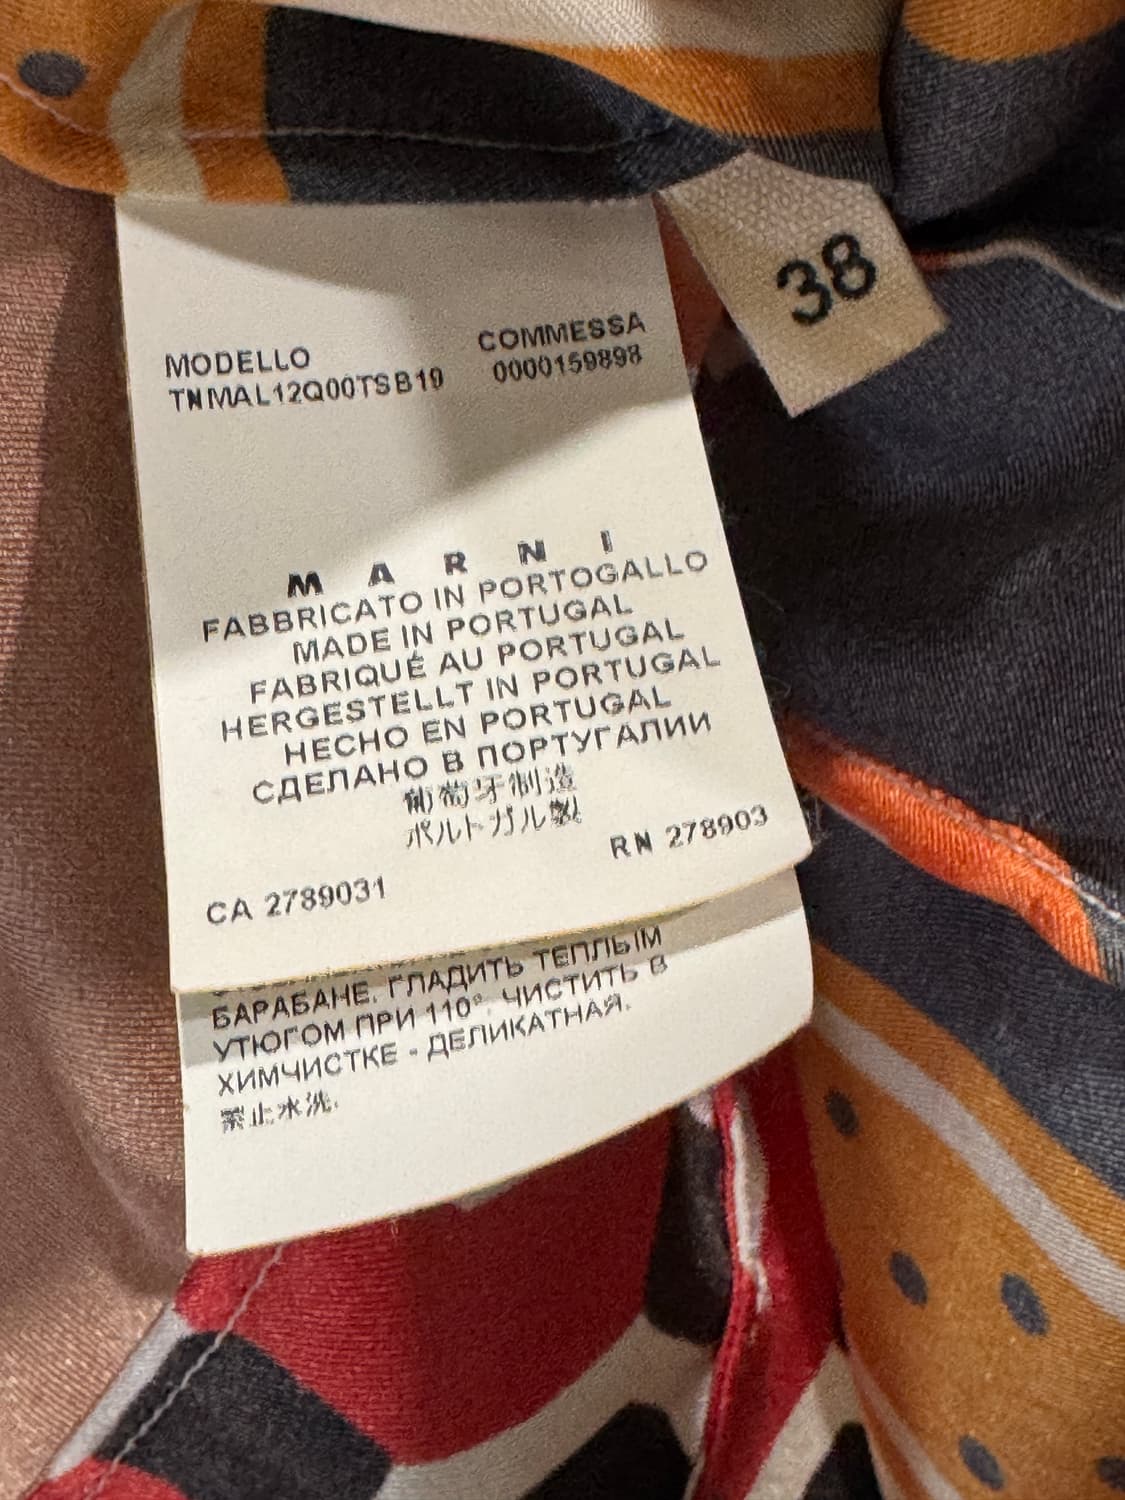 38
MODELLO
TNMAL12Q00TSB19
COMMESSA
0000159898
MARNI
FABBRICATO IN PORTOGALLO
MADE IN PORTUGAL
FABRIQUÉ AU PORTUGAL
HERGESTELLT IN PORTUGAL
HECHO EN PORTUGAL
СДЕЛАНО В ПОРТУГАЛИИ
葡萄牙制造
ポルトガル製
RN 278903
CA 2789031
БАРАБАНЕ. ГЛАДИТЬ ТЕПЛЫМ
УТЮГОМ ПРИ 110°. ЧИСТИТЬ В
ХИМЧИСТКЕ - ДЕЛИКАТНАЯ.
禁止水洗.